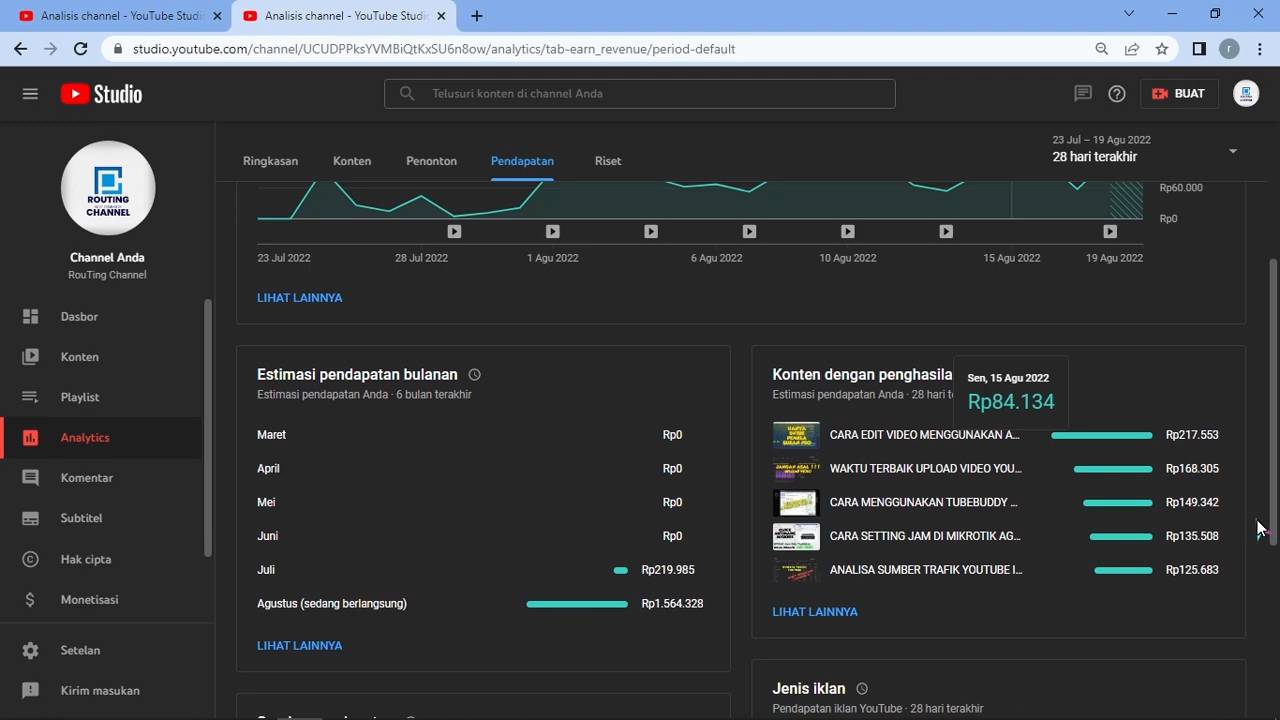 Analisis channel - YouTube Studio
Analisis channel - YouTube Studio
studio.youtube.com/channel/UCUDPPksYVMBiQtKxSU6n8ow/analytics/tab-earn_revenue/period-default
r
Studio
Telusuri konten di channel Anda
BUAT
ROUTING
CHANNEL
Channel Anda
RouTing Channel
Dasbor
Konten
Playlist
Analytics
Komentar
Subtitel
Hak cipta
Monetisasi
Setelan
Kirim masukan
Ringkasan
Konten
Penonton
Pendapatan
Riset
23 Jul – 19 Agu 2022
28 hari terakhir
Rp60.000
Rp0
23 Jul 2022
28 Jul 2022
1 Agu 2022
6 Agu 2022
10 Agu 2022
15 Agu 2022
19 Agu 2022
LIHAT LAINNYA
Estimasi pendapatan bulanan
Estimasi pendapatan Anda · 6 bulan terakhir
Maret Rp0
April Rp0
Mei Rp0
Juni Rp0
Juli Rp219.985
Agustus (sedang berlangsung) Rp1.564.328
LIHAT LAINNYA
Konten dengan penghasila
Estimasi pendapatan Anda · 28 hari t
Sen, 15 Agu 2022
Rp84.134
CARA EDIT VIDEO MENGGUNAKAN A... Rp217.553
WAKTU TERBAIK UPLOAD VIDEO YOU... Rp168.305
CARA MENGGUNAKAN TUBEBUDDY ... Rp149.342
CARA SETTING JAM DI MIKROTIK AG... Rp135.508
ANALISA SUMBER TRAFIK YOUTUBE I... Rp125.683
LIHAT LAINNYA
Jenis iklan
Pendapatan iklan YouTube · 28 hari terakhir